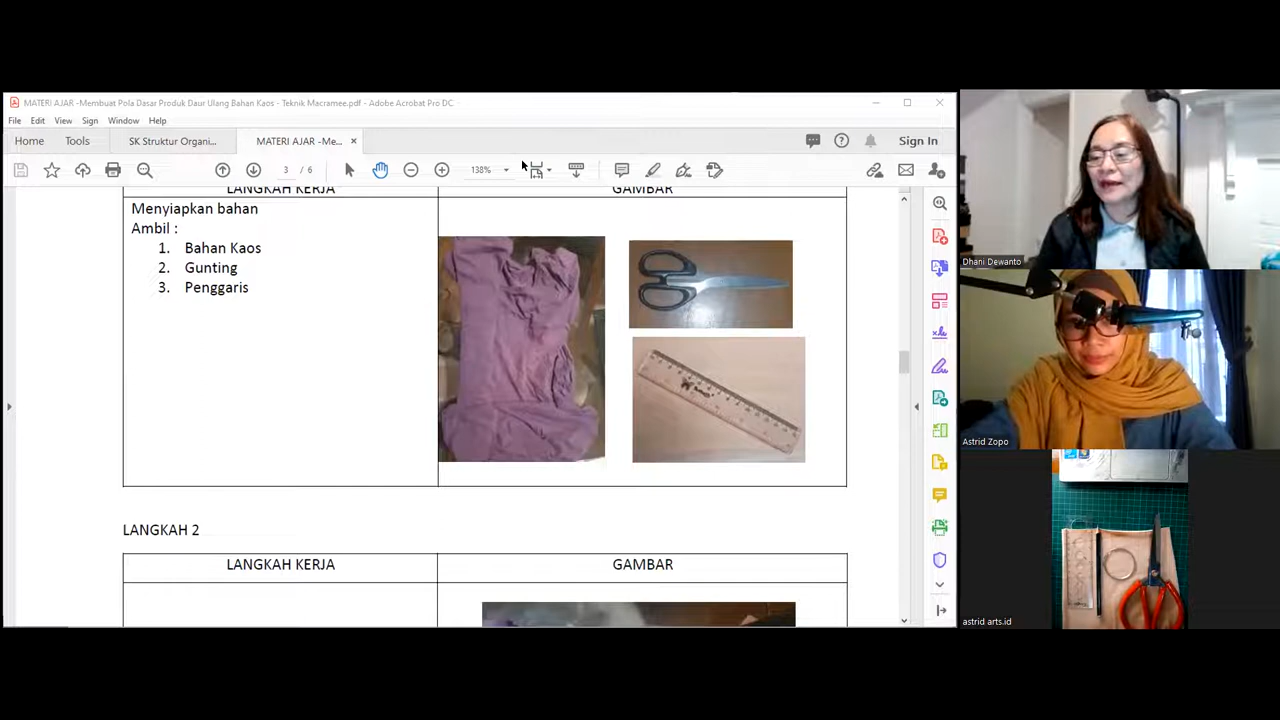 MATERI AJAR -Membuat Pola Dasar Produk Daur Ulang Bahan Kaos - Teknik Macramee.pdf - Adobe Acrobat Pro DC
File Edit View Sign Window Help
Home Tools SK Struktur Organi... MATERI AJAR -Me... × Sign In
3 / 6 138%
LANGKAH KERJA GAMBAR
Menyiapkan bahan
Ambil :
1. Bahan Kaos
2. Gunting
3. Penggaris
LANGKAH 2
LANGKAH KERJA GAMBAR
Dhani Dewanto
Astrid Zopo
astrid arts.id